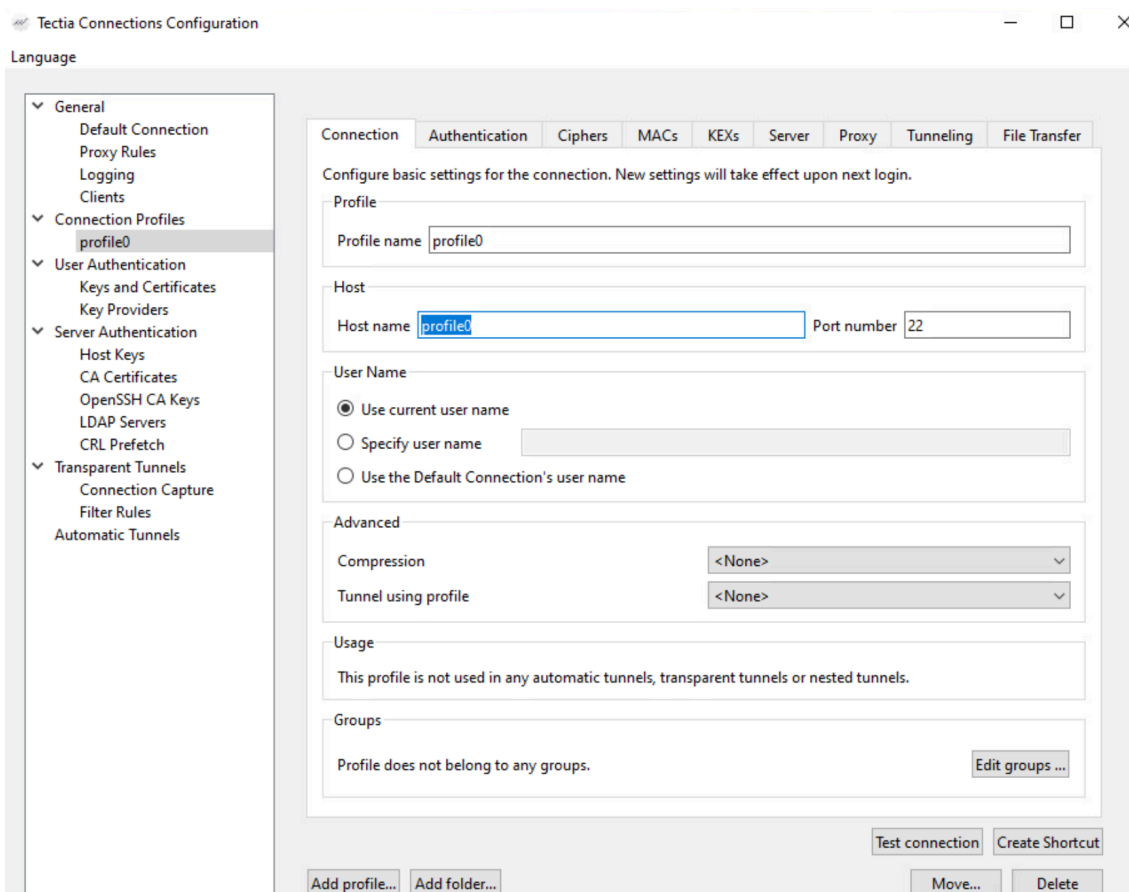 Tectia Connections Configuration
Language
General
Default Connection
Proxy Rules
Logging
Clients
Connection Profiles
profile0
User Authentication
Keys and Certificates
Key Providers
Server Authentication
Host Keys
CA Certificates
OpenSSH CA Keys
LDAP Servers
CRL Prefetch
Transparent Tunnels
Connection Capture
Filter Rules
Automatic Tunnels
Connection Authentication Ciphers MACs KEXs Server Proxy Tunneling File Transfer
Configure basic settings for the connection. New settings will take effect upon next login.
Profile
Profile name profile0
Host
Host name profile0 Port number 22
User Name
Use current user name
Specify user name
Use the Default Connection's user name
Advanced
Compression <None>
Tunnel using profile <None>
Usage
This profile is not used in any automatic tunnels, transparent tunnels or nested tunnels.
Groups
Profile does not belong to any groups. Edit groups ...
Test connection Create Shortcut
Add profile... Add folder... Move... Delete